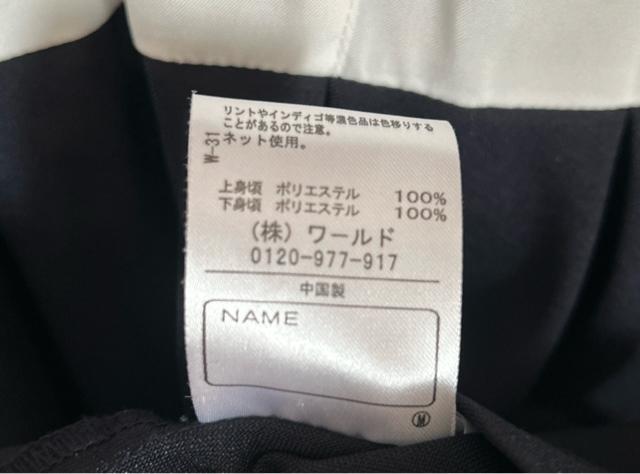 リントやインディゴ等濃色品は色移りする
ことがあるので注意。
ネット使用。
W-31
上身頃 ポリエステル 100%
下身頃 ポリエステル 100%
(株) ワールド
0120-977-917
中国製
NAME
M